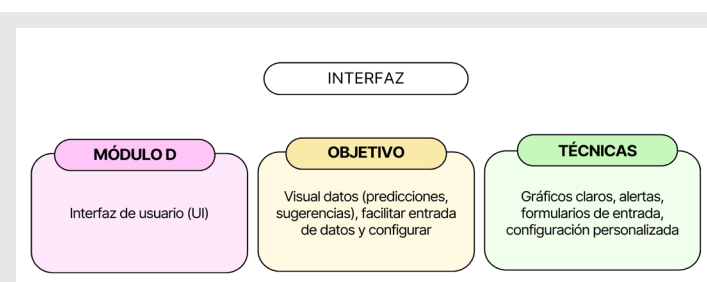 INTERFAZ
MÓDULO D
Interfaz de usuario (UI)
OBJETIVO
Visual datos (predicciones,
sugerencias), facilitar entrada
de datos y configurar
TÉCNICAS
Gráficos claros, alertas,
formularios de entrada,
configuración personalizada